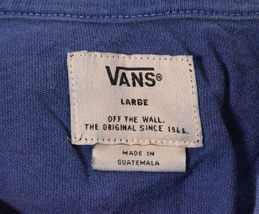 VANS®
LARGE
OFF THE WALL.
THE ORIGINAL SINCE 1966.
MADE IN
GUATEMALA